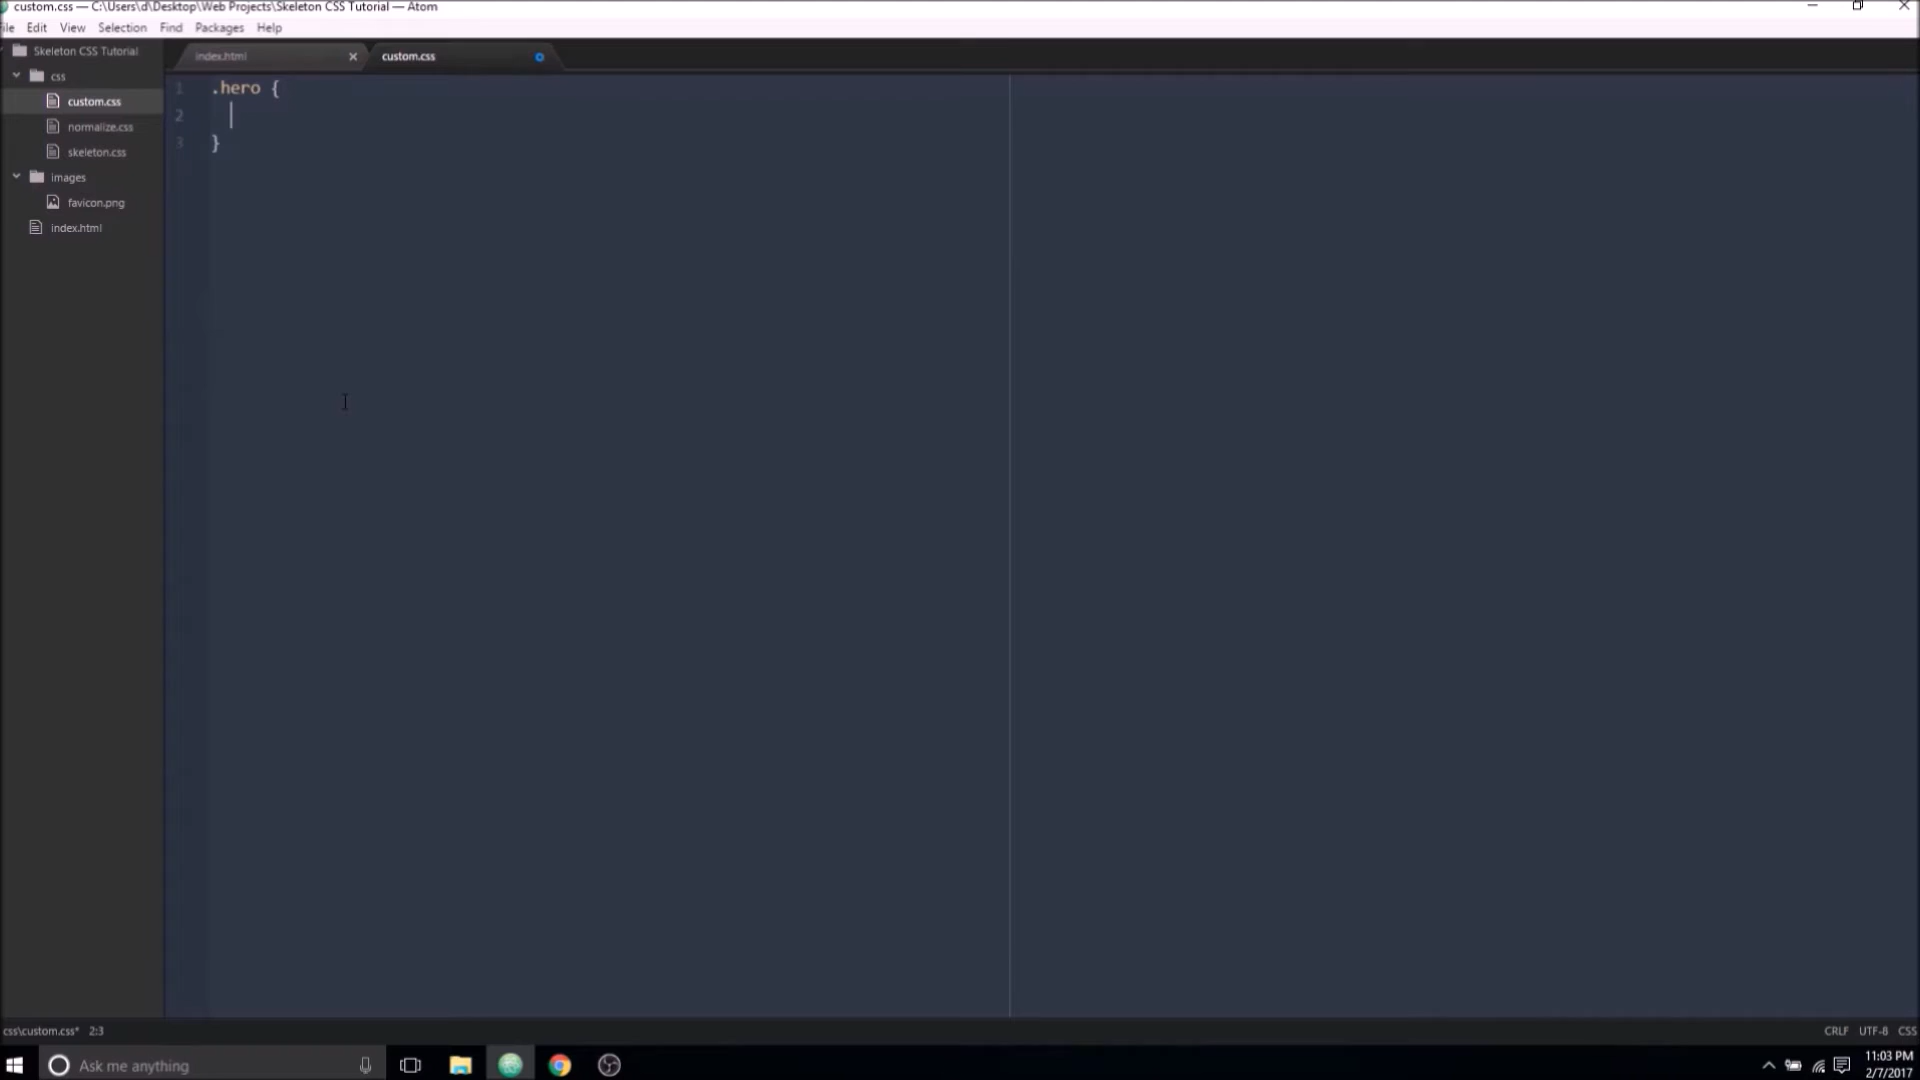 custom.css — C:\Users\d\Desktop\Web Projects\Skeleton CSS Tutorial — Atom
ile Edit View Selection Find Packages Help
Skeleton CSS Tutorial
css
custom.css
normalize.css
skeleton.css
images
favicon.png
index.html
index.html
custom.css
1 .hero {
2
3 }
css\custom.css* 2:3
CRLF UTF-8 CSS
Ask me anything
11:03 PM
2/7/2017